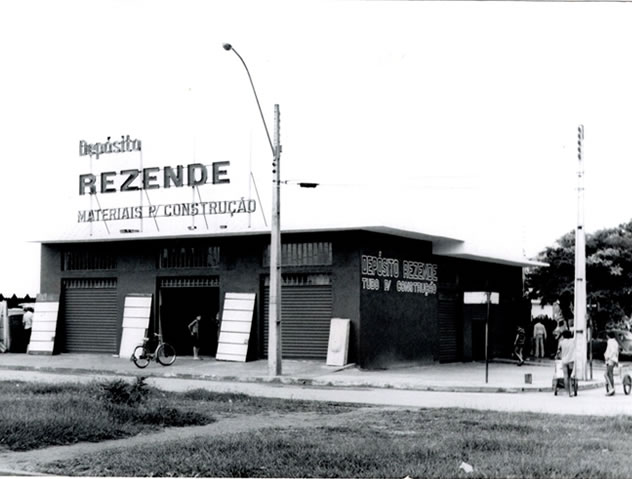 Depósito
REZENDE
MATERIAIS P/ CONSTRUÇÃO
DEPÓSITO REZENDE
TUDO P/ CONSTRUÇÃO